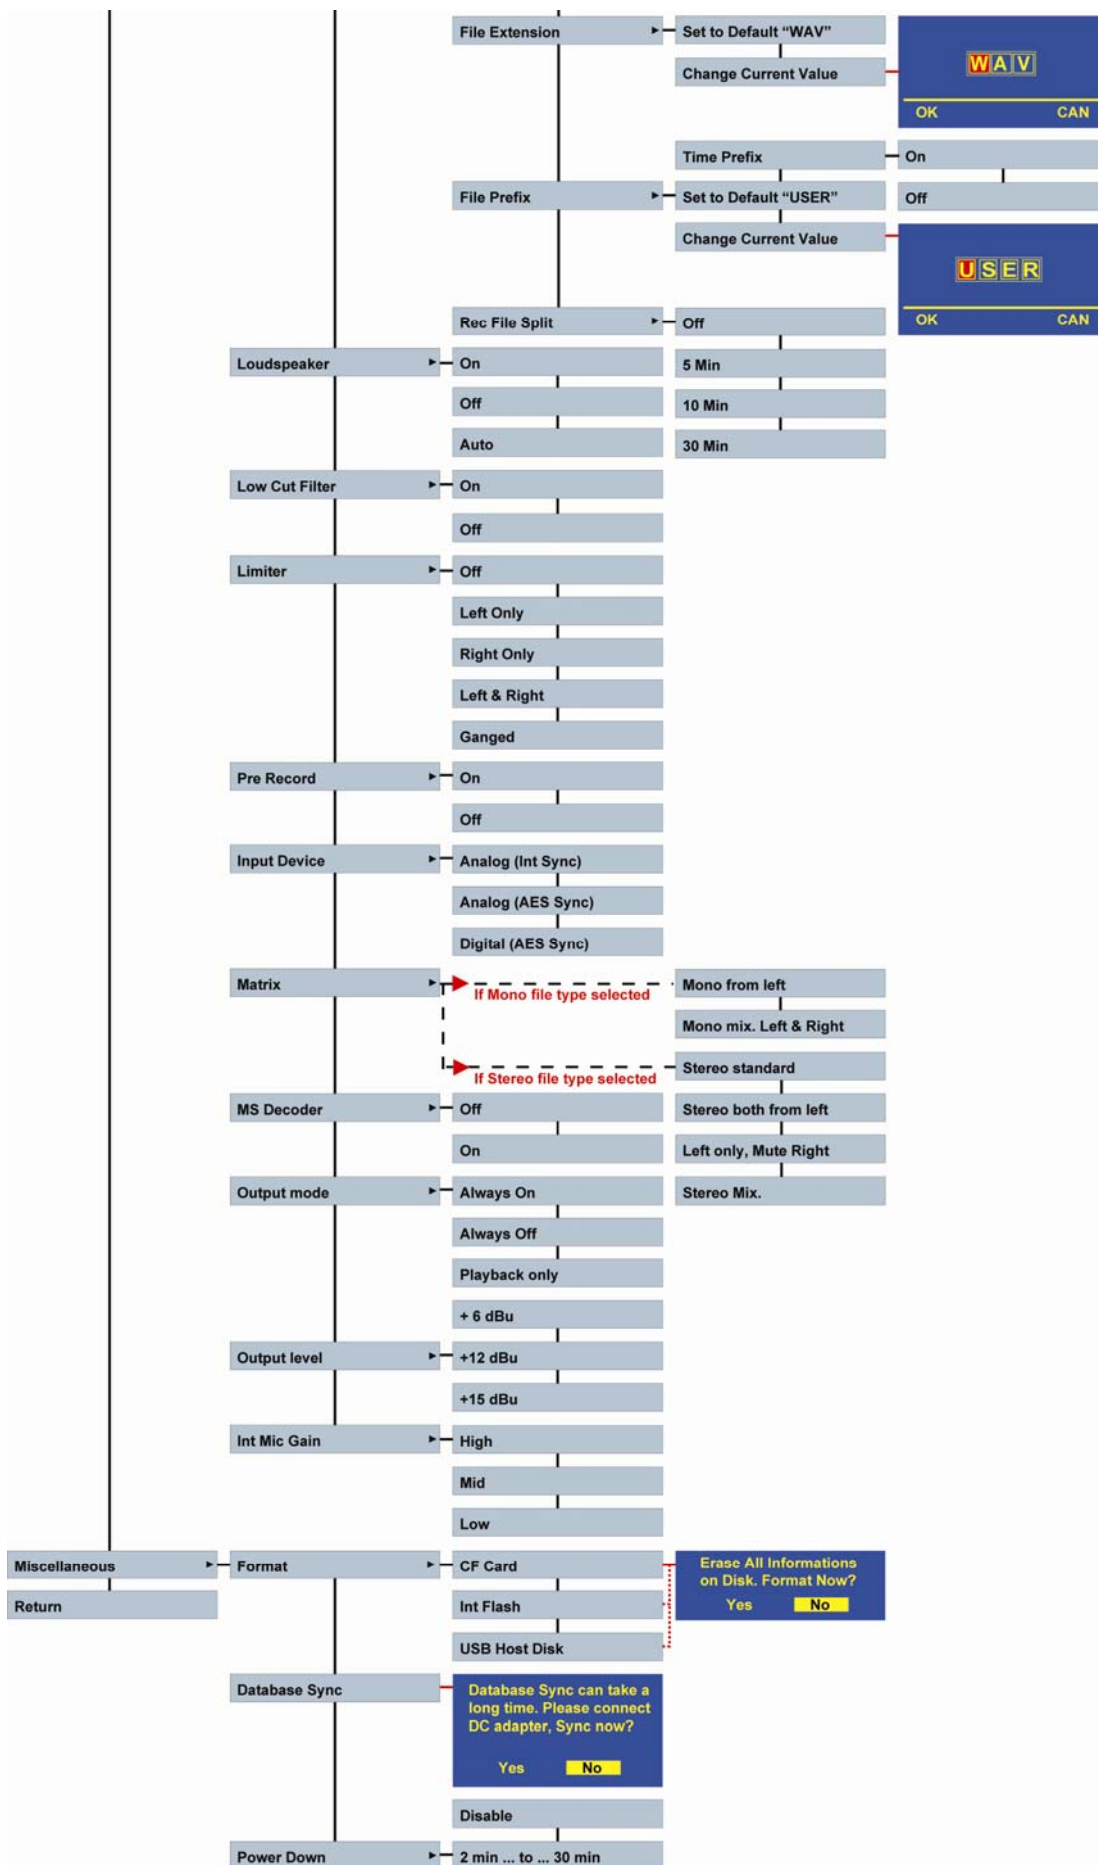 File Extension
Set to Default “WAV”
Change Current Value
WAV
OK CAN
Time Prefix
On
File Prefix
Set to Default “USER”
Off
Change Current Value
USER
OK CAN
Rec File Split
Off
5 Min
10 Min
30 Min
Loudspeaker
On
Off
Auto
Low Cut Filter
On
Off
Limiter
Off
Left Only
Right Only
Left & Right
Ganged
Pre Record
On
Off
Input Device
Analog (Int Sync)
Analog (AES Sync)
Digital (AES Sync)
Matrix
If Mono file type selected
Mono from left
Mono mix. Left & Right
If Stereo file type selected
Stereo standard
Stereo both from left
Left only, Mute Right
Stereo Mix.
MS Decoder
Off
On
Output mode
Always On
Always Off
Playback only
+ 6 dBu
Output level
+12 dBu
+15 dBu
Int Mic Gain
High
Mid
Low
Miscellaneous
Format
CF Card
Erase All Informations
on Disk. Format Now?
Yes No
Return
Int Flash
USB Host Disk
Database Sync
Database Sync can take a
long time. Please connect
DC adapter, Sync now?
Yes No
Disable
Power Down
2 min ... to ... 30 min